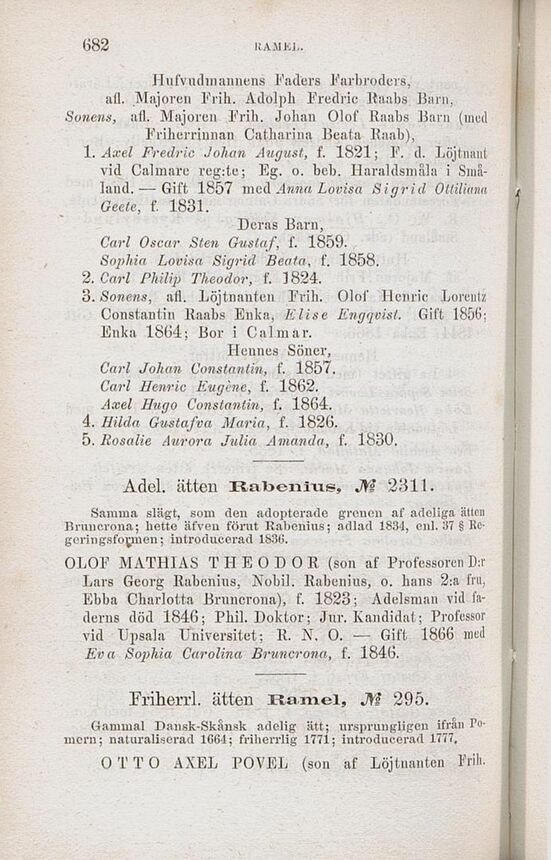 682
RAMEL.
Hufvudmannens Faders Farbroders,
afl. Majoren Frih. Adolph Fredric Raabs Barn,
Sonens, afl. Majoren Frih. Johan Olof Raabs Barn (med
Friherrinnan Catharina Beata Raab),
1. Axel Fredric Johan August, f. 1821; F. d. Löjtnant
vid Calmare reg:te; Eg. o. beb. Haraldsmåla i Små-
land. — Gift 1857 med Anna Lovisa Sigrid Ottiliana
Geete, f. 1831.
Deras Barn,
Carl Oscar Sten Gustaf, f. 1859.
Sophia Lovisa Sigrid Beata, f. 1858.
2. Carl Philip Theodor, f. 1824.
3. Sonens, afl. Löjtnanten Frih. Olof Henric Lorentz
Constantin Raabs Enka, Elise Engqvist. Gift 1856;
Enka 1864; Bor i Calmar.
Hennes Söner,
Carl Johan Constantin, f. 1857.
Carl Henric Eugène, f. 1862.
Axel Hugo Constantin, f. 1864.
4. Hilda Gustafva Maria, f. 1826.
5. Rosalie Aurora Julia Amanda, f. 1830.
Adel. ätten Rabenius, № 2311.
Samma slägt, som den adopterade grenen af adeliga ätten
Bruncrona; hette äfven förut Rabenius; adlad 1834, enl. 37 § Re-
geringsformen; introducerad 1836.
OLOF MATHIAS THEODOR (son af Professoren D:r
Lars Georg Rabenius, Nobil. Rabenius, o. hans 2:a fru,
Ebba Charlotta Bruncrona), f. 1823; Adelsman vid fa-
derns död 1846; Phil. Doktor; Jur. Kandidat; Professor
vid Upsala Universitet; R. N. O. — Gift 1866 med
Eva Sophia Carolina Bruncrona, f. 1846.
Friherrl. ätten Ramel, № 295.
Gammal Dansk-Skånsk adelig ätt; ursprungligen ifrån Po-
mern; naturaliserad 1664; friherrlig 1771; introducerad 1777.
OTTO AXEL POVEL (son af Löjtnanten Frih.